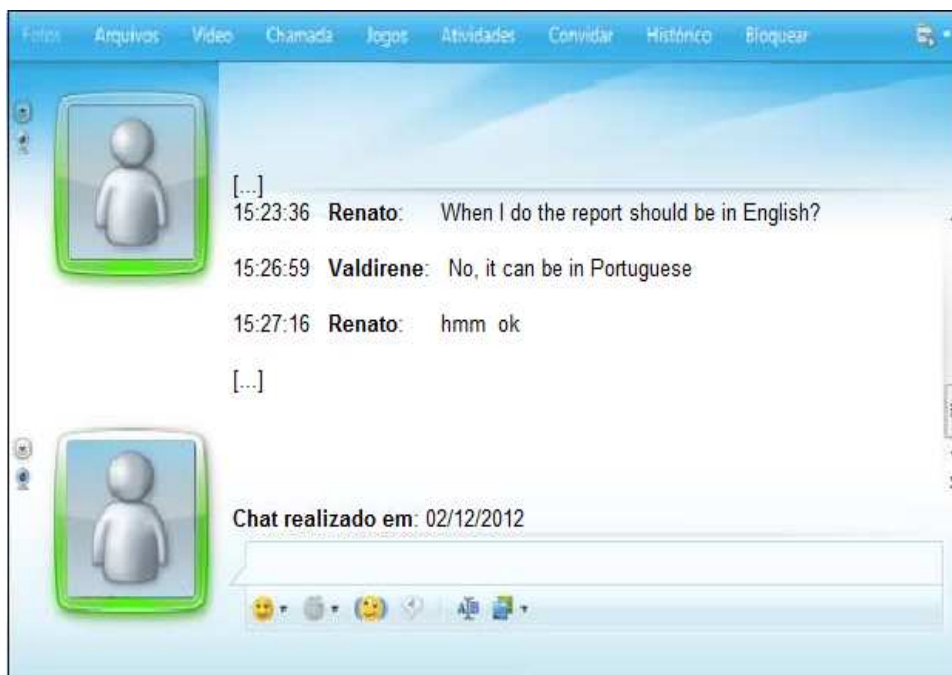 Fotos Arquivos Vídeo Chamada Jogos Atividades Convidar Histórico Bloquear
[...]
15:23:36 Renato: When I do the report should be in English?
15:26:59 Valdirene: No, it can be in Portuguese
15:27:16 Renato: hmm ok
[...]
Chat realizado em: 02/12/2012